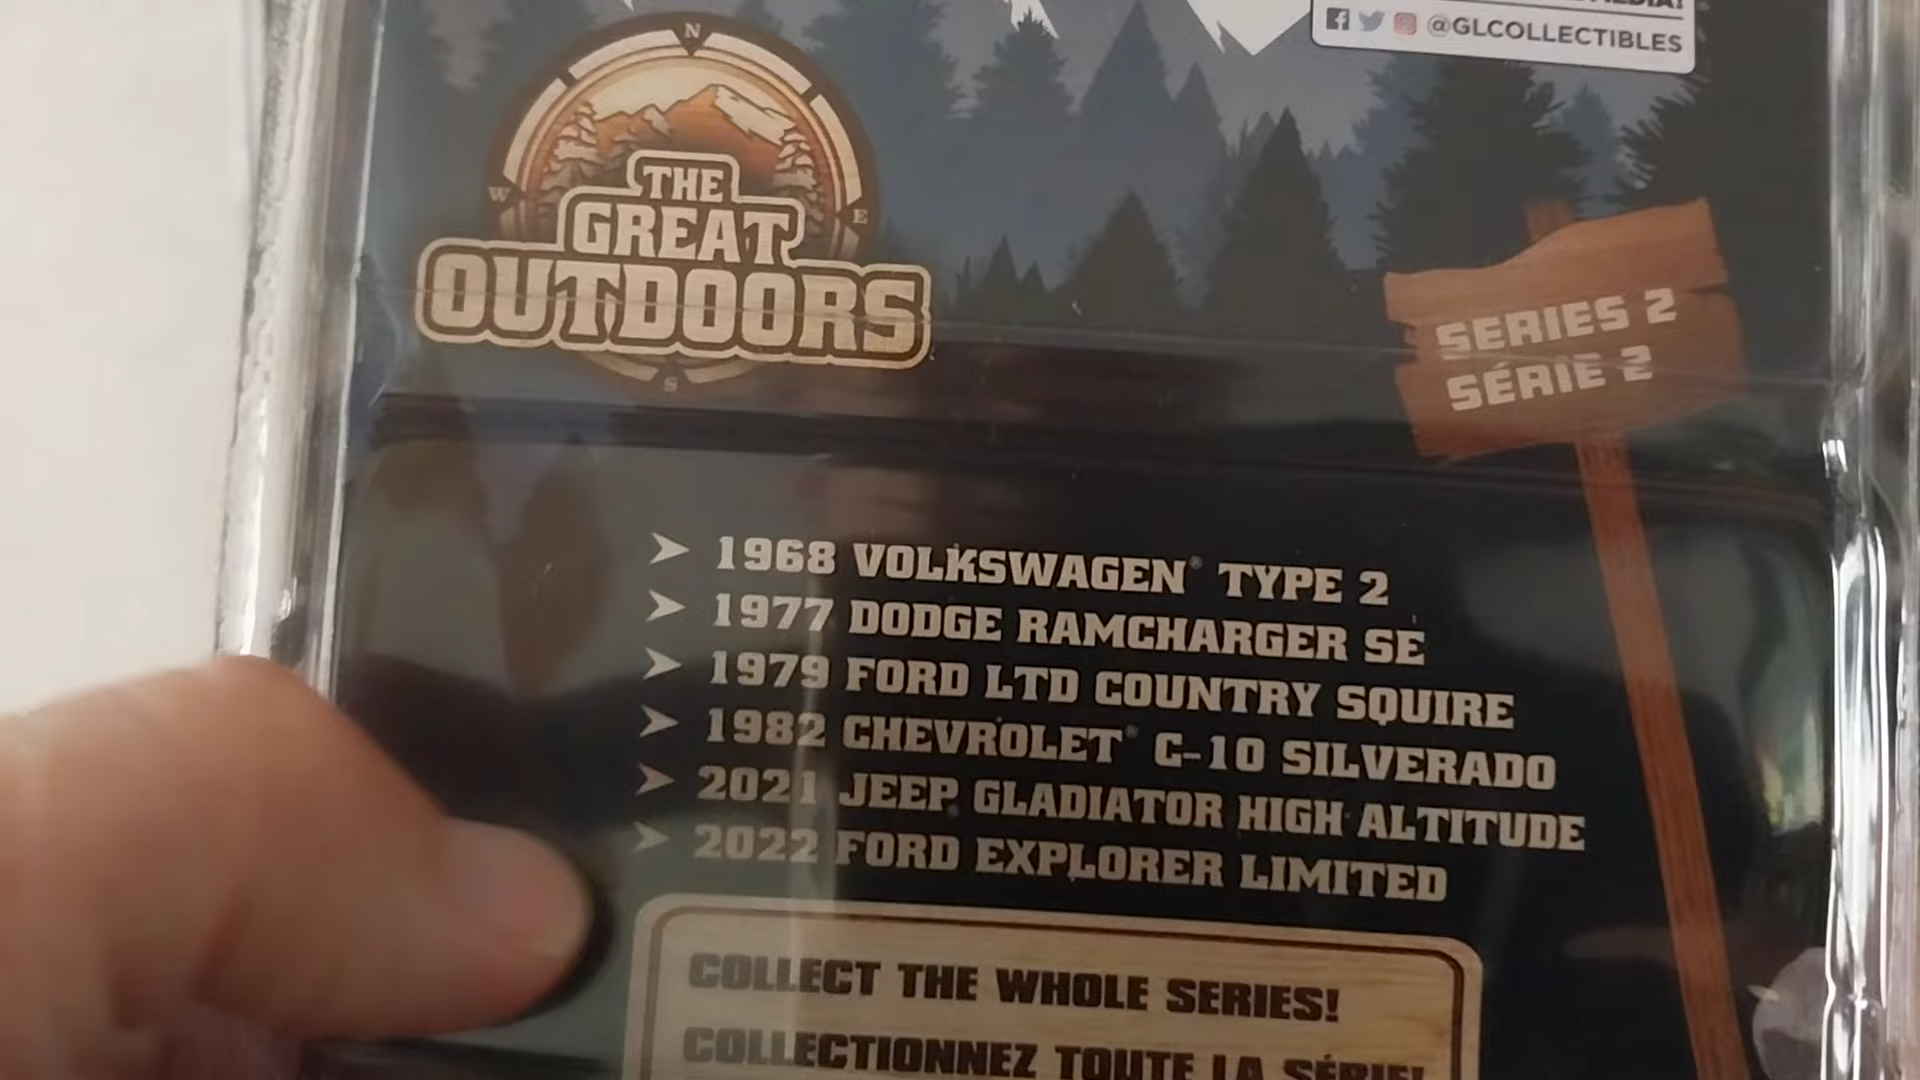 @GLCOLLECTIBLES
N
W
E
S
THE
GREAT
OUTDOORS
SERIES 2
SÉRIE 2
➤ 1968 VOLKSWAGEN® TYPE 2
➤ 1977 DODGE RAMCHARGER SE
➤ 1979 FORD LTD COUNTRY SQUIRE
➤ 1982 CHEVROLET® C-10 SILVERADO
➤ 2021 JEEP GLADIATOR HIGH ALTITUDE
➤ 2022 FORD EXPLORER LIMITED
COLLECT THE WHOLE SERIES!
COLLECTIONNEZ TOUTE LA SÉRIE!